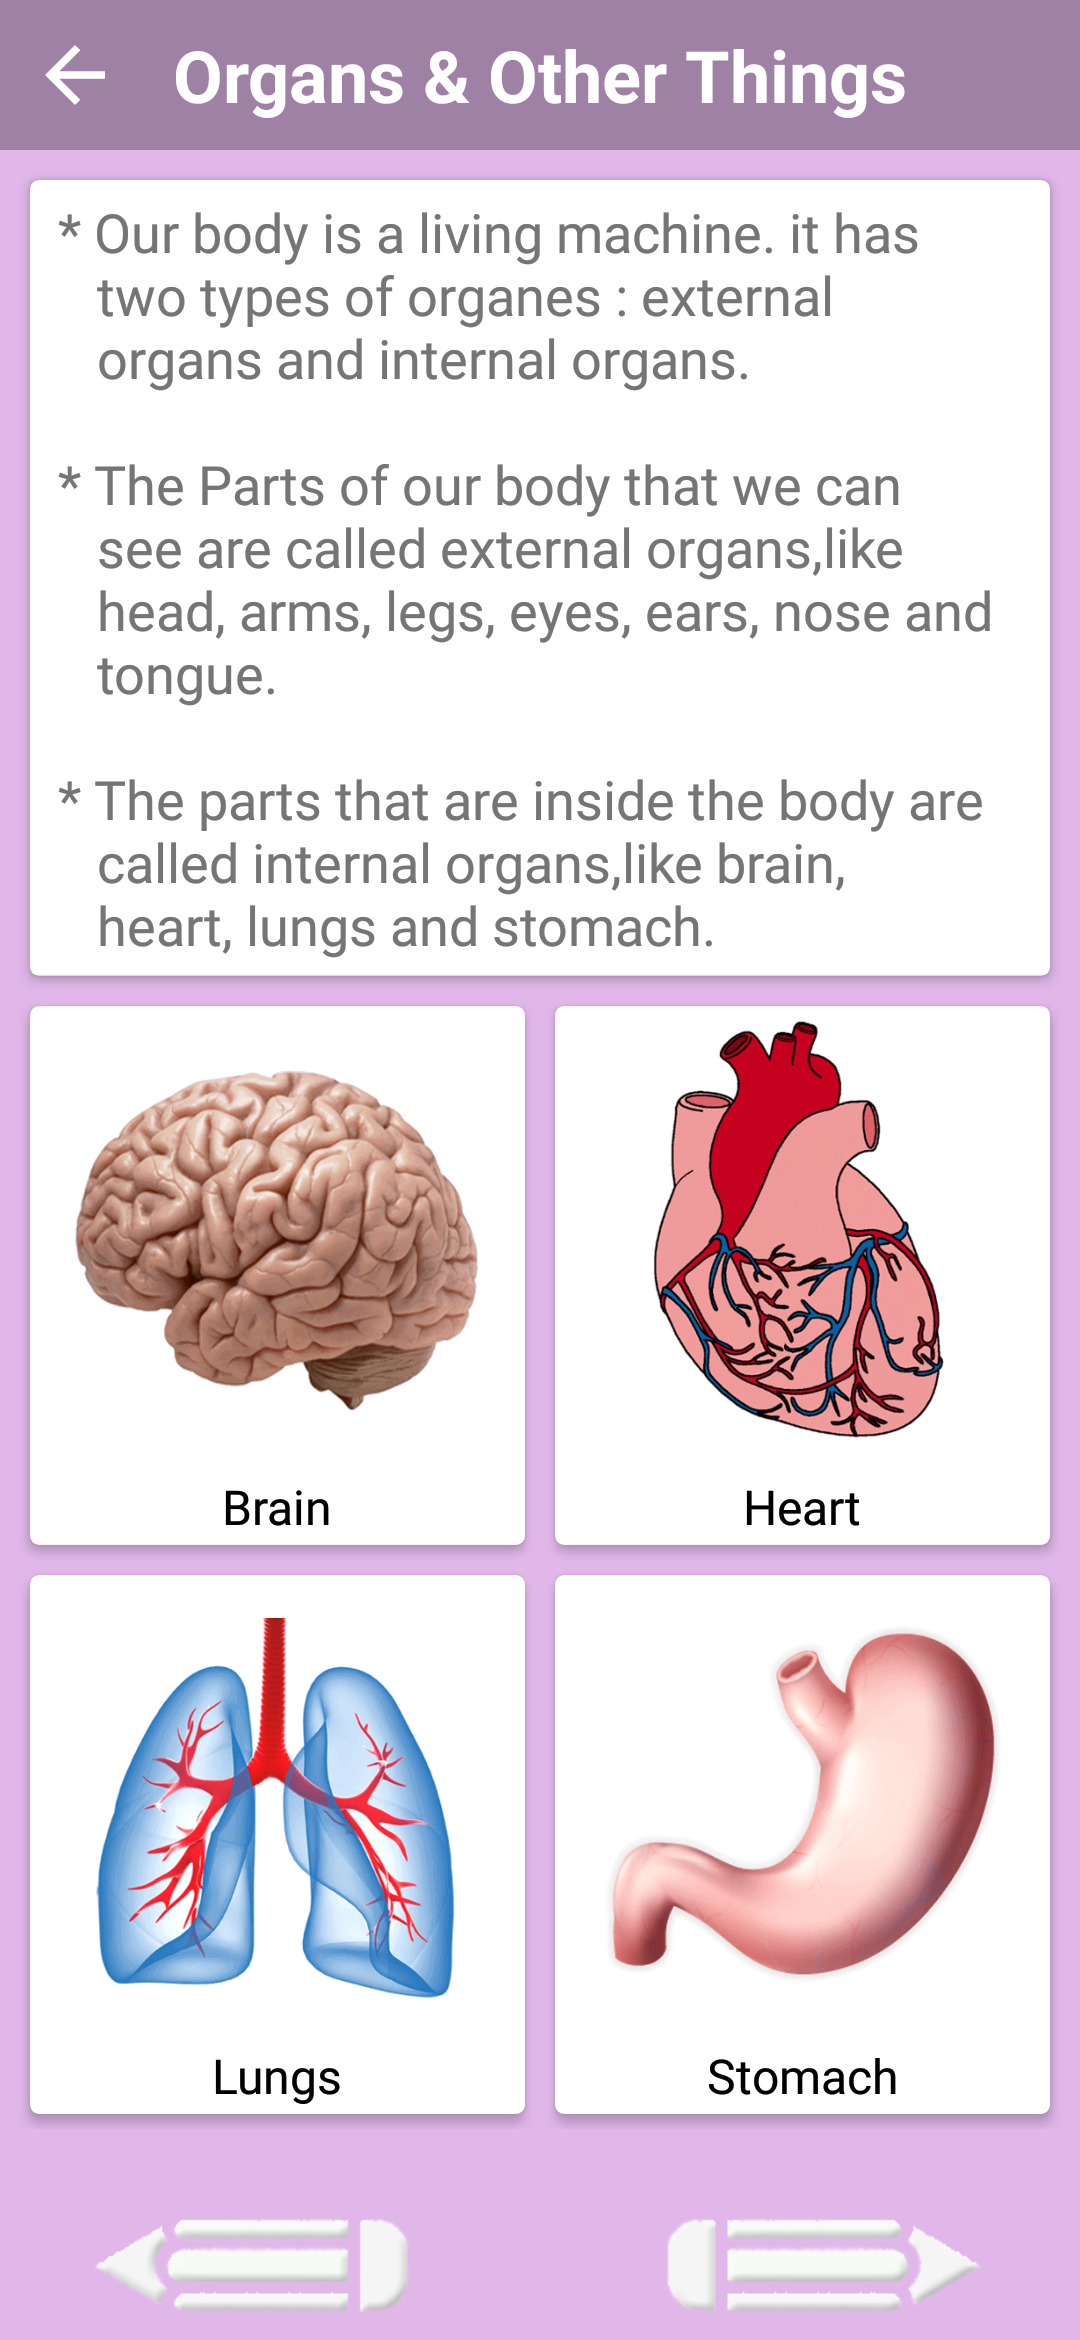 Organs & Other Things
* Our body is a living machine. it has
two types of organes : external
organs and internal organs.
* The Parts of our body that we can
see are called external organs,like
head, arms, legs, eyes, ears, nose and
tongue.
* The parts that are inside the body are
called internal organs,like brain,
heart, lungs and stomach.
Brain
Heart
Lungs
Stomach